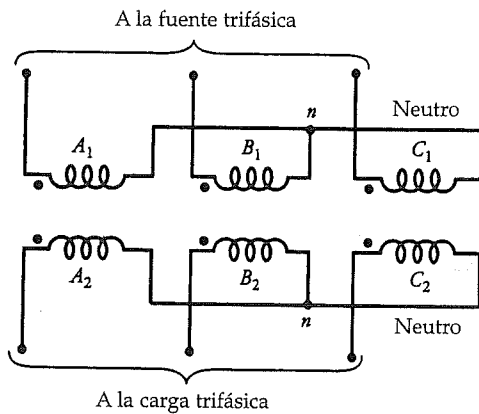 A la fuente trifásica
n
Neutro
A1
B1
C1
A2
B2
C2
n
Neutro
A la carga trifásica